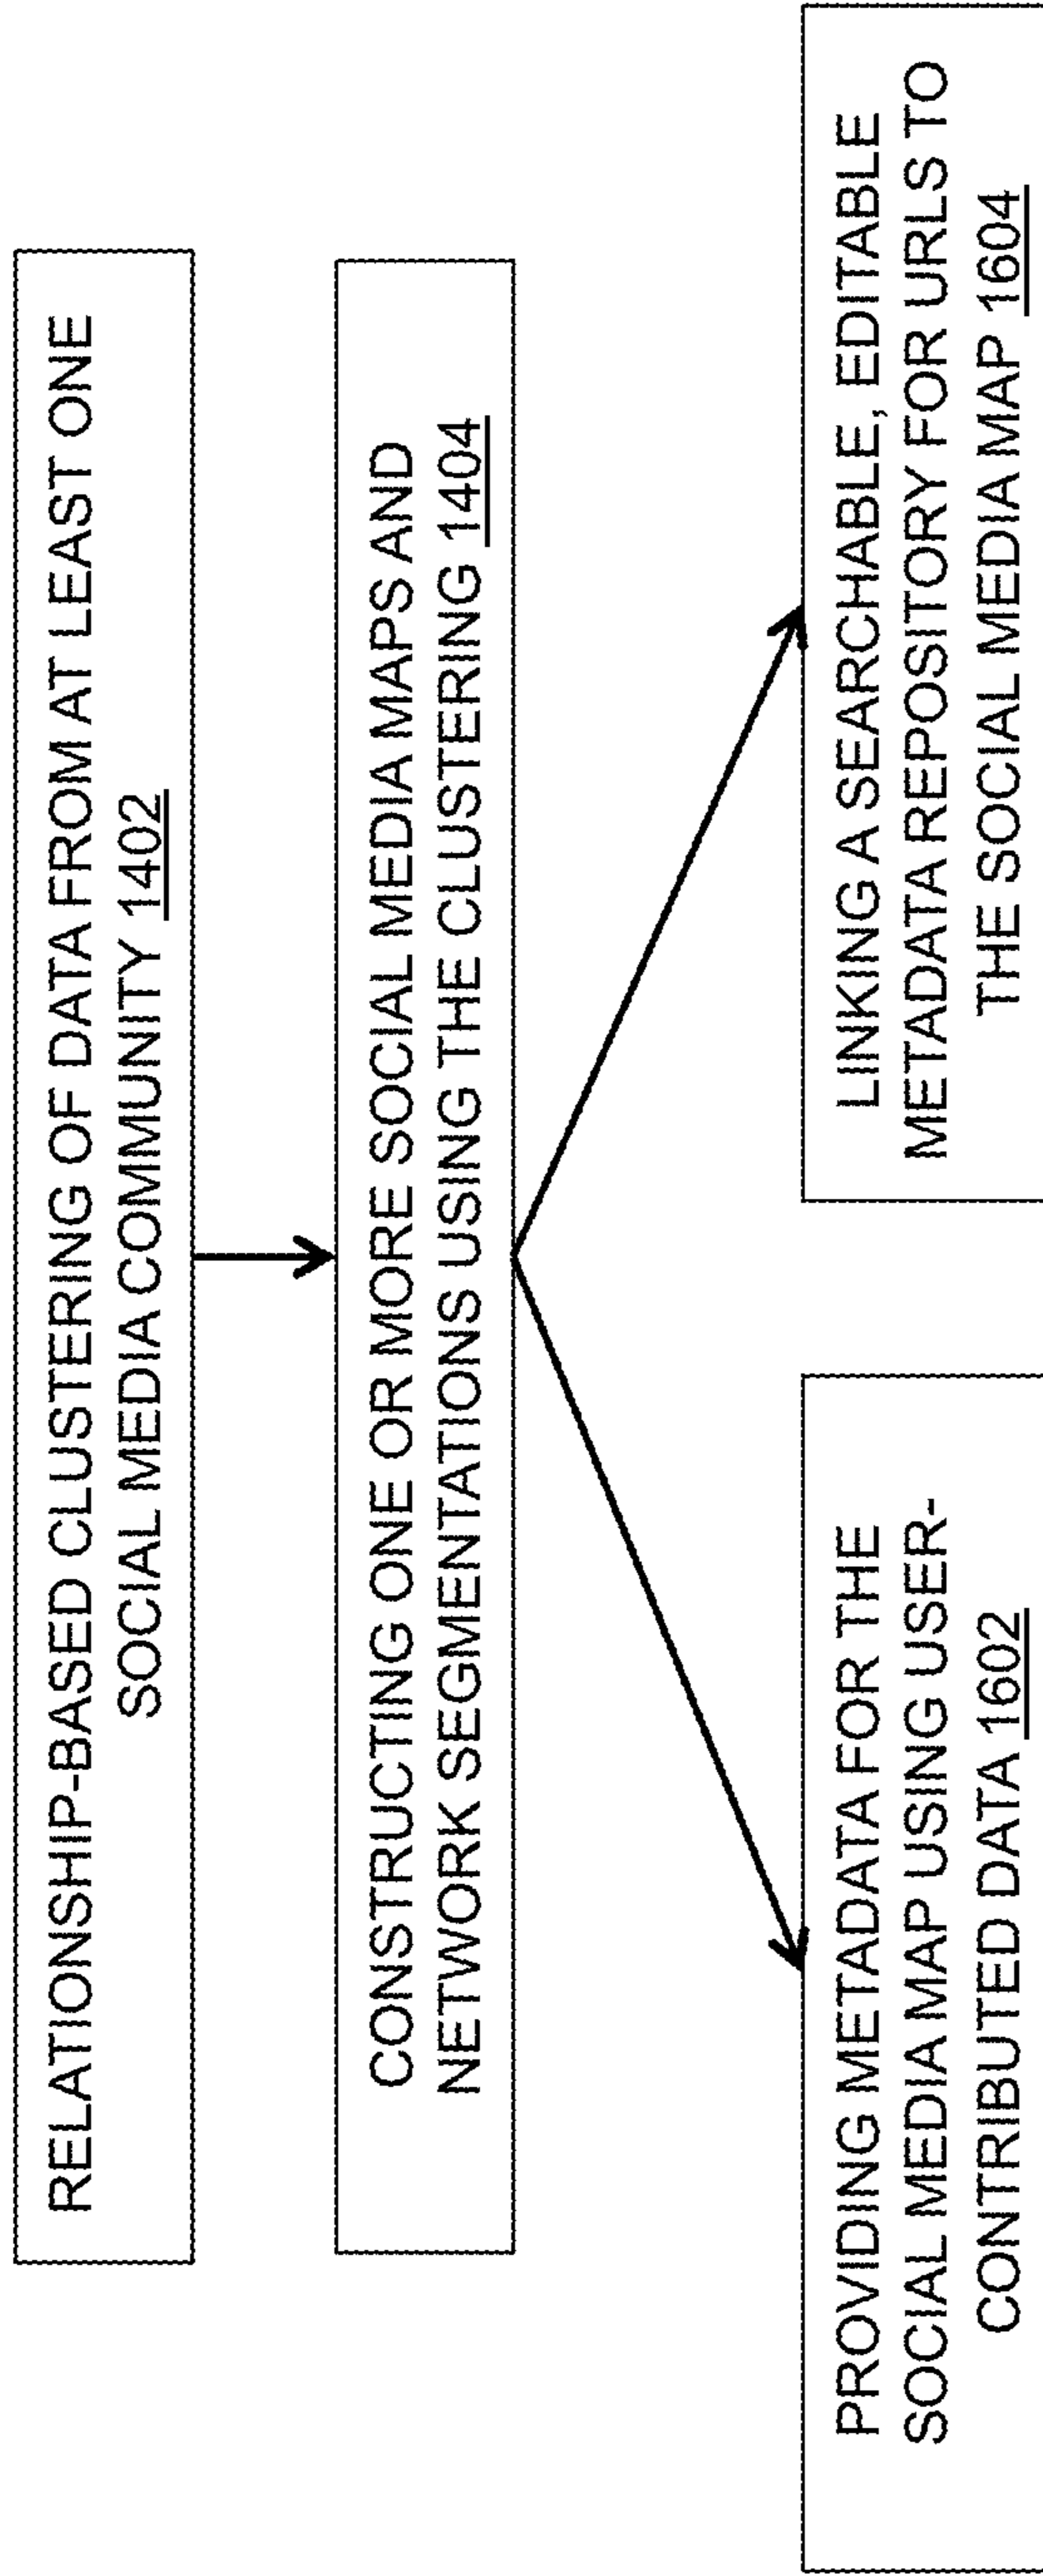 RELATIONSHIP-BASED CLUSTERING OF DATA FROM AT LEAST ONE
SOCIAL MEDIA COMMUNITY 1402
CONSTRUCTING ONE OR MORE SOCIAL MEDIA MAPS AND
NETWORK SEGMENTATIONS USING THE CLUSTERING 1404
PROVIDING METADATA FOR THE
SOCIAL MEDIA MAP USING USER-
CONTRIBUTED DATA 1602
LINKING A SEARCHABLE, EDITABLE
METADATA REPOSITORY FOR URLS TO
THE SOCIAL MEDIA MAP 1604